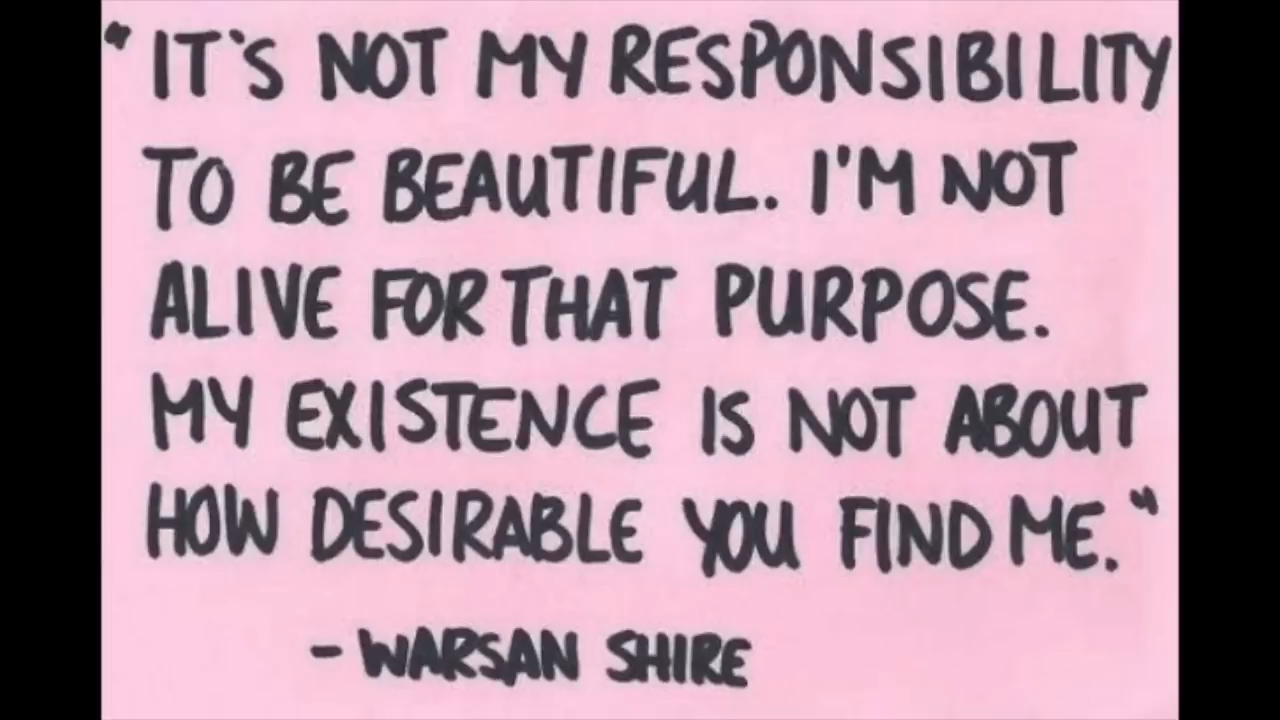 "IT'S NOT MY RESPONSIBILITY
TO BE BEAUTIFUL. I'M NOT
ALIVE FOR THAT PURPOSE.
MY EXISTENCE IS NOT ABOUT
HOW DESIRABLE YOU FIND ME."
- WARSAN SHIRE